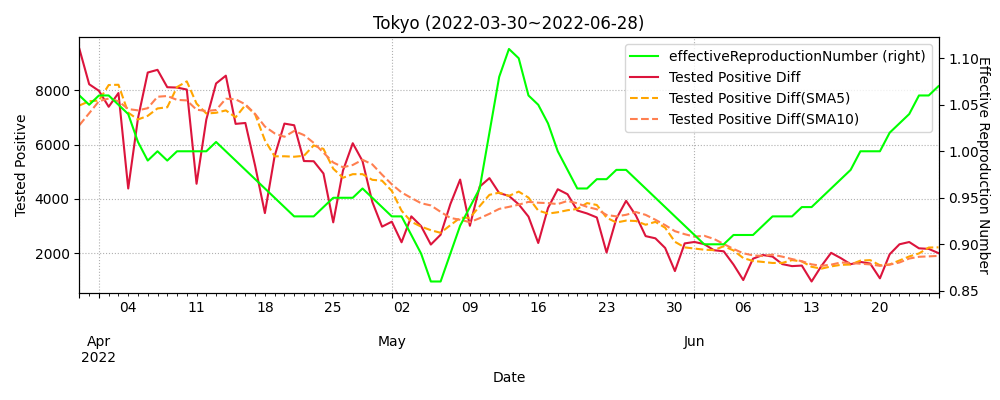 Tokyo (2022-03-30~2022-06-28)
effectiveReproductionNumber (right)
Tested Positive Diff
Tested Positive Diff(SMA5)
Tested Positive Diff(SMA10)
Tested Positive
8000
6000
4000
2000
1.10
1.05
1.00
0.95
0.90
0.85
Effective Reproduction Number
04 11 18 25 02 09 16 23 30 06 13 20
Apr May Jun
2022
Date